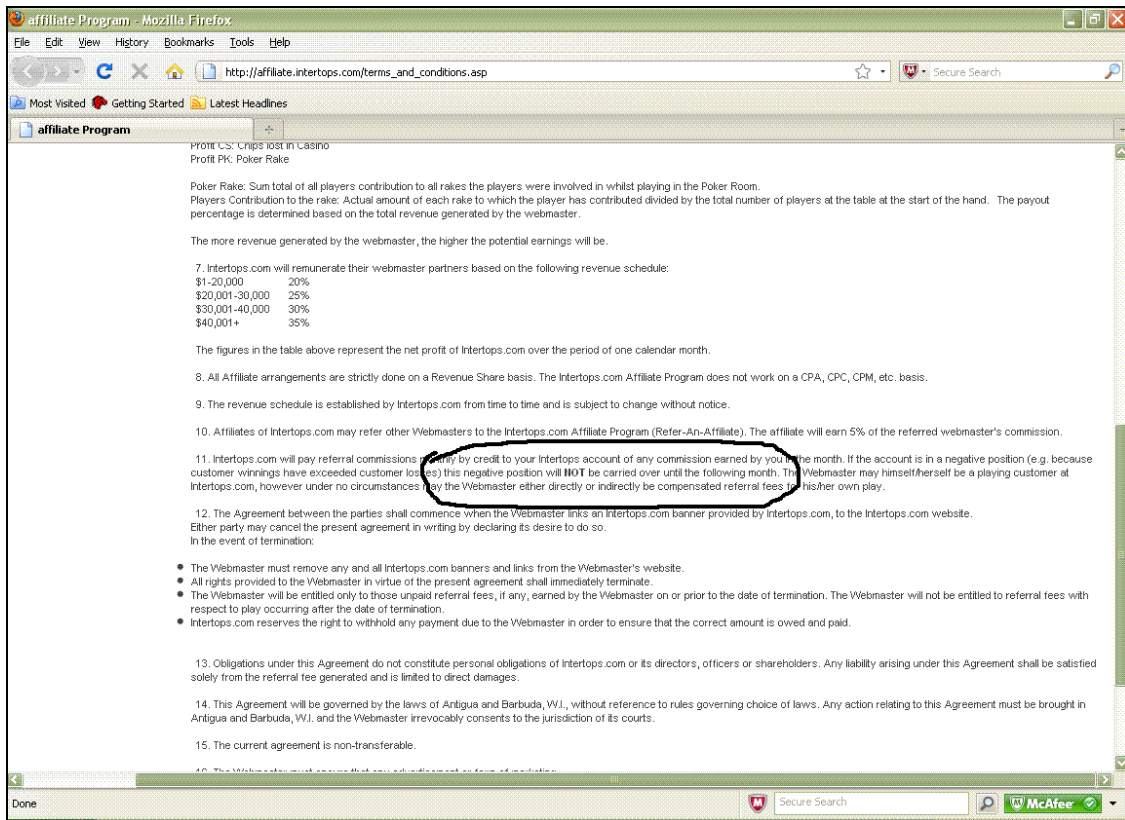 affiliate Program - Mozilla Firefox
File Edit View History Bookmarks Tools Help
http://affiliate.intertops.com/terms_and_conditions.asp Secure Search
Most Visited Getting Started Latest Headlines
affiliate Program
Profit CS: Chips lost in Casino
Profit PK: Poker Rake
Poker Rake: Sum total of all players contribution to all rakes the players were involved in whilst playing in the Poker Room.
Players Contribution to the rake: Actual amount of each rake to which the player has contributed divided by the total number of players at the table at the start of the hand. The payout
percentage is determined based on the total revenue generated by the webmaster.
The more revenue generated by the webmaster, the higher the potential earnings will be.
7. Intertops.com will remunerate their webmaster partners based on the following revenue schedule:
$1-20,000 20%
$20,001-30,000 25%
$30,001-40,000 30%
$40,001+ 35%
The figures in the table above represent the net profit of Intertops.com over the period of one calendar month.
8. All Affiliate arrangements are strictly done on a Revenue Share basis. The Intertops.com Affiliate Program does not work on a CPA, CPC, CPM, etc. basis.
9. The revenue schedule is established by Intertops.com from time to time and is subject to change without notice.
10. Affiliates of Intertops.com may refer other Webmasters to the Intertops.com Affiliate Program (Refer-An-Affiliate). The affiliate will earn 5% of the referred webmaster's commission.
11. Intertops.com will pay referral commissions monthly by credit to your Intertops account of any commission earned by you in the month. If the account is in a negative position (e.g. because
customer winnings have exceeded customer losses) this negative position will NOT be carried over until the following month. The Webmaster may himself/herself be a playing customer at
Intertops.com, however under no circumstances may the Webmaster either directly or indirectly be compensated referral fees for his/her own play.
12. The Agreement between the parties shall commence when the Webmaster links an Intertops.com banner provided by Intertops.com, to the Intertops.com website.
Either party may cancel the present agreement in writing by declaring its desire to do so.
In the event of termination:
The Webmaster must remove any and all Intertops.com banners and links from the Webmaster's website.
All rights provided to the Webmaster in virtue of the present agreement shall immediately terminate.
The Webmaster will be entitled only to those unpaid referral fees, if any, earned by the Webmaster on or prior to the date of termination. The Webmaster will not be entitled to referral fees with
respect to play occurring after the date of termination.
Intertops.com reserves the right to withhold any payment due to the Webmaster in order to ensure that the correct amount is owed and paid.
13. Obligations under this Agreement do not constitute personal obligations of Intertops.com or its directors, officers or shareholders. Any liability arising under this Agreement shall be satisfied
solely from the referral fee generated and is limited to direct damages.
14. This Agreement will be governed by the laws of Antigua and Barbuda, W.I., without reference to rules governing choice of laws. Any action relating to this Agreement must be brought in
Antigua and Barbuda, W.I. and the Webmaster irrevocably consents to the jurisdiction of its courts.
15. The current agreement is non-transferable.
Done Secure Search McAfee